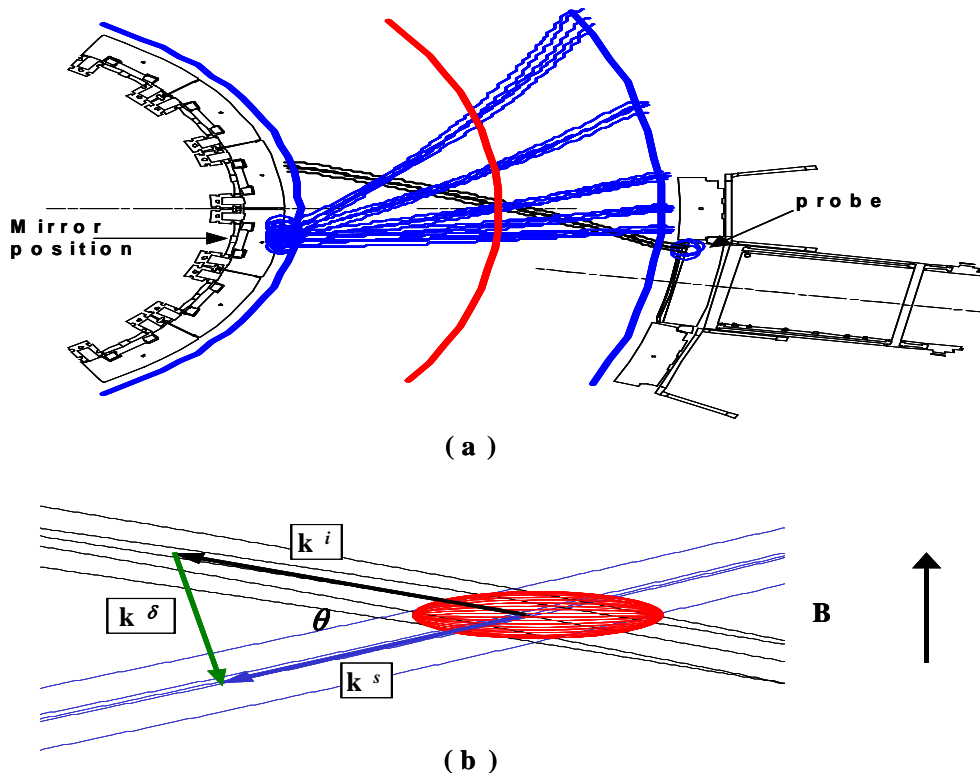 Mirror
position
probe
( a )
k i
k δ
θ
k s
B
( b )